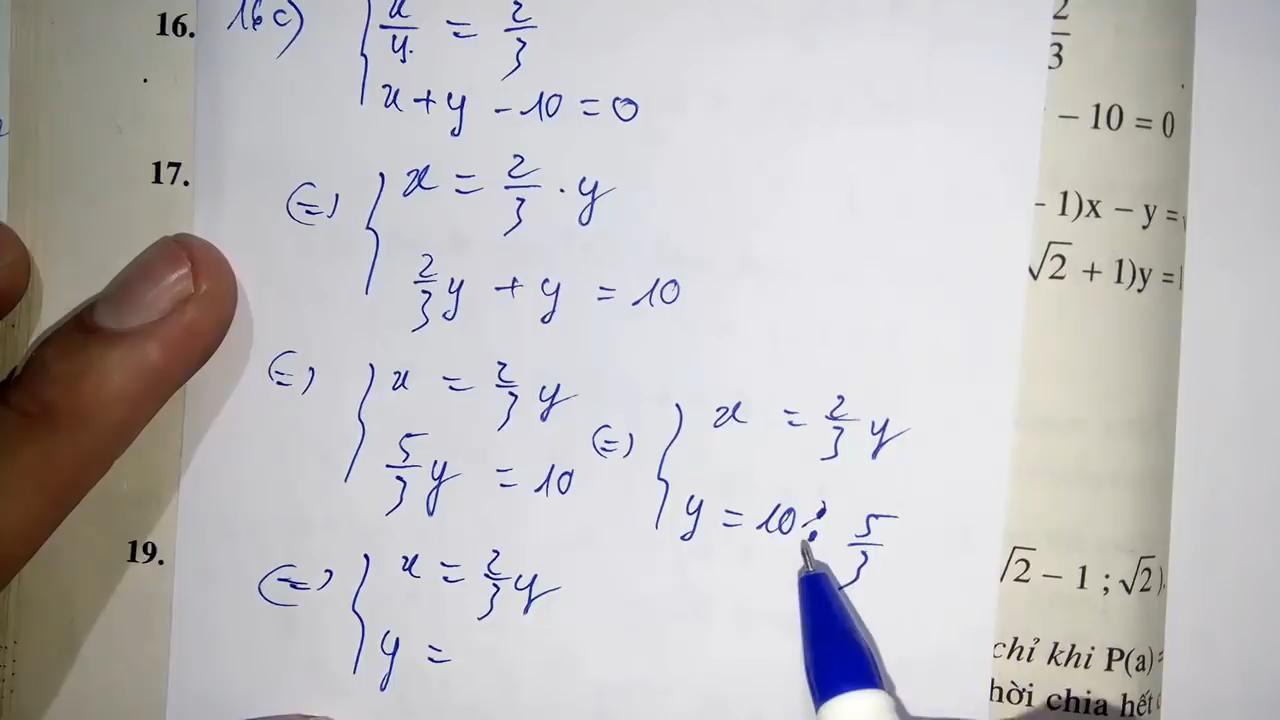 16. 16c) { x/y = 2/3
x + y - 10 = 0
17.
(=) { x = 2/3 . y
2/3 y + y = 10
(=) { x = 2/3 y
5/3 y = 10
(=) { x = 2/3 y
y = 10 : 5/3
19.
(=) { x = 2/3 y
y =
2/3
- 10 = 0
- 1)x - y =
√2 + 1)y =
√2 - 1 ; √2)
chỉ khi P(a) =
hời chia hết